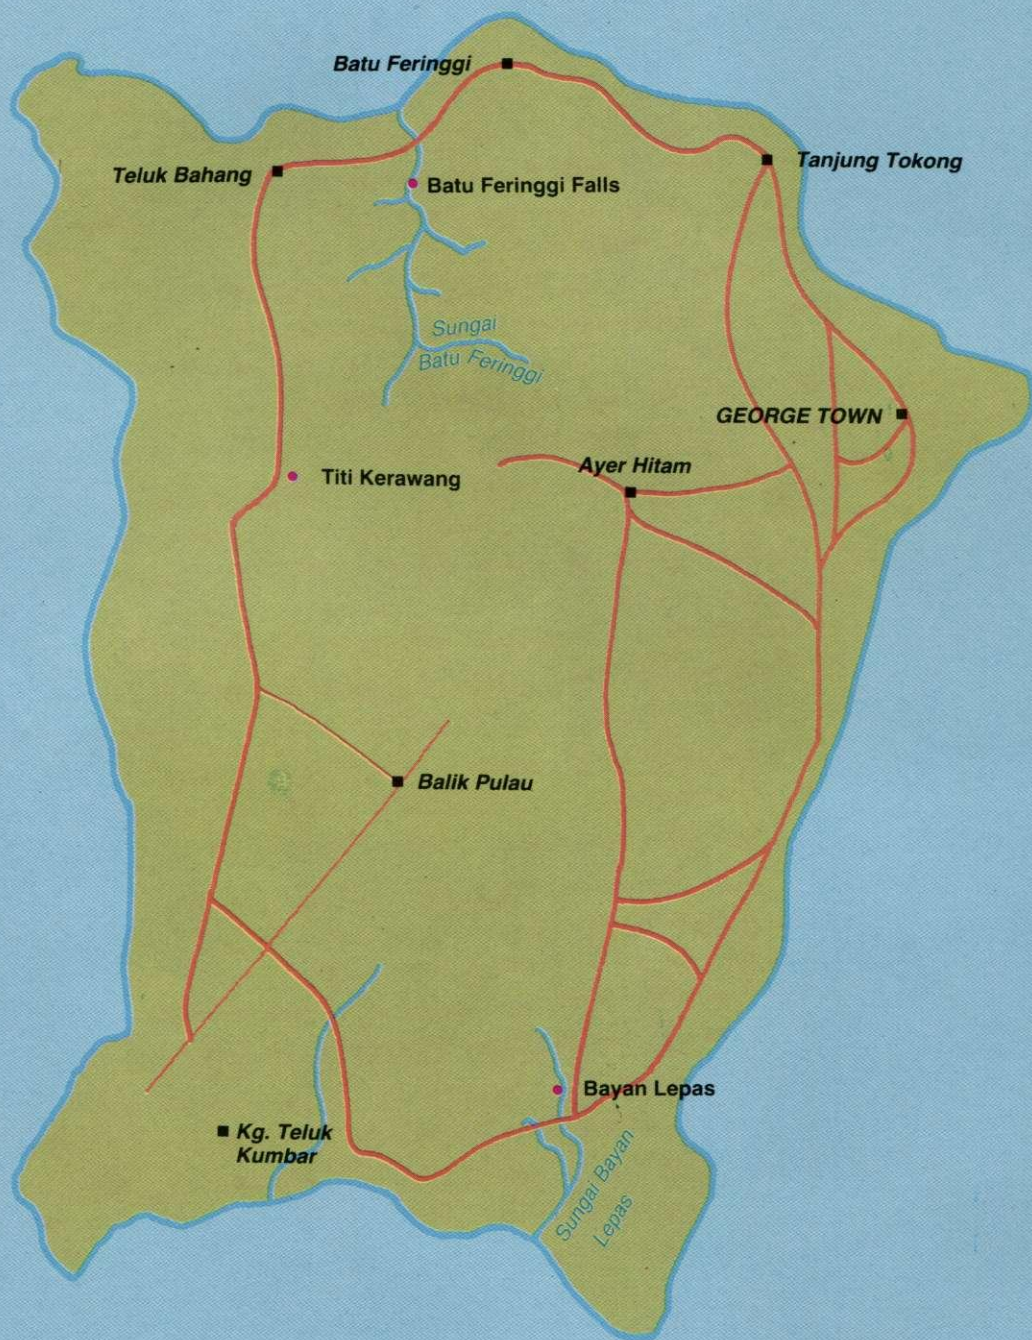 Batu Feringgi
Tanjung Tokong
Teluk Bahang
Batu Feringgi Falls
Sungai
Batu Feringgi
GEORGE TOWN
Ayer Hitam
Titi Kerawang
Balik Pulau
Bayan Lepas
Kg. Teluk
Kumbar
Sungai Bayan
Lepas